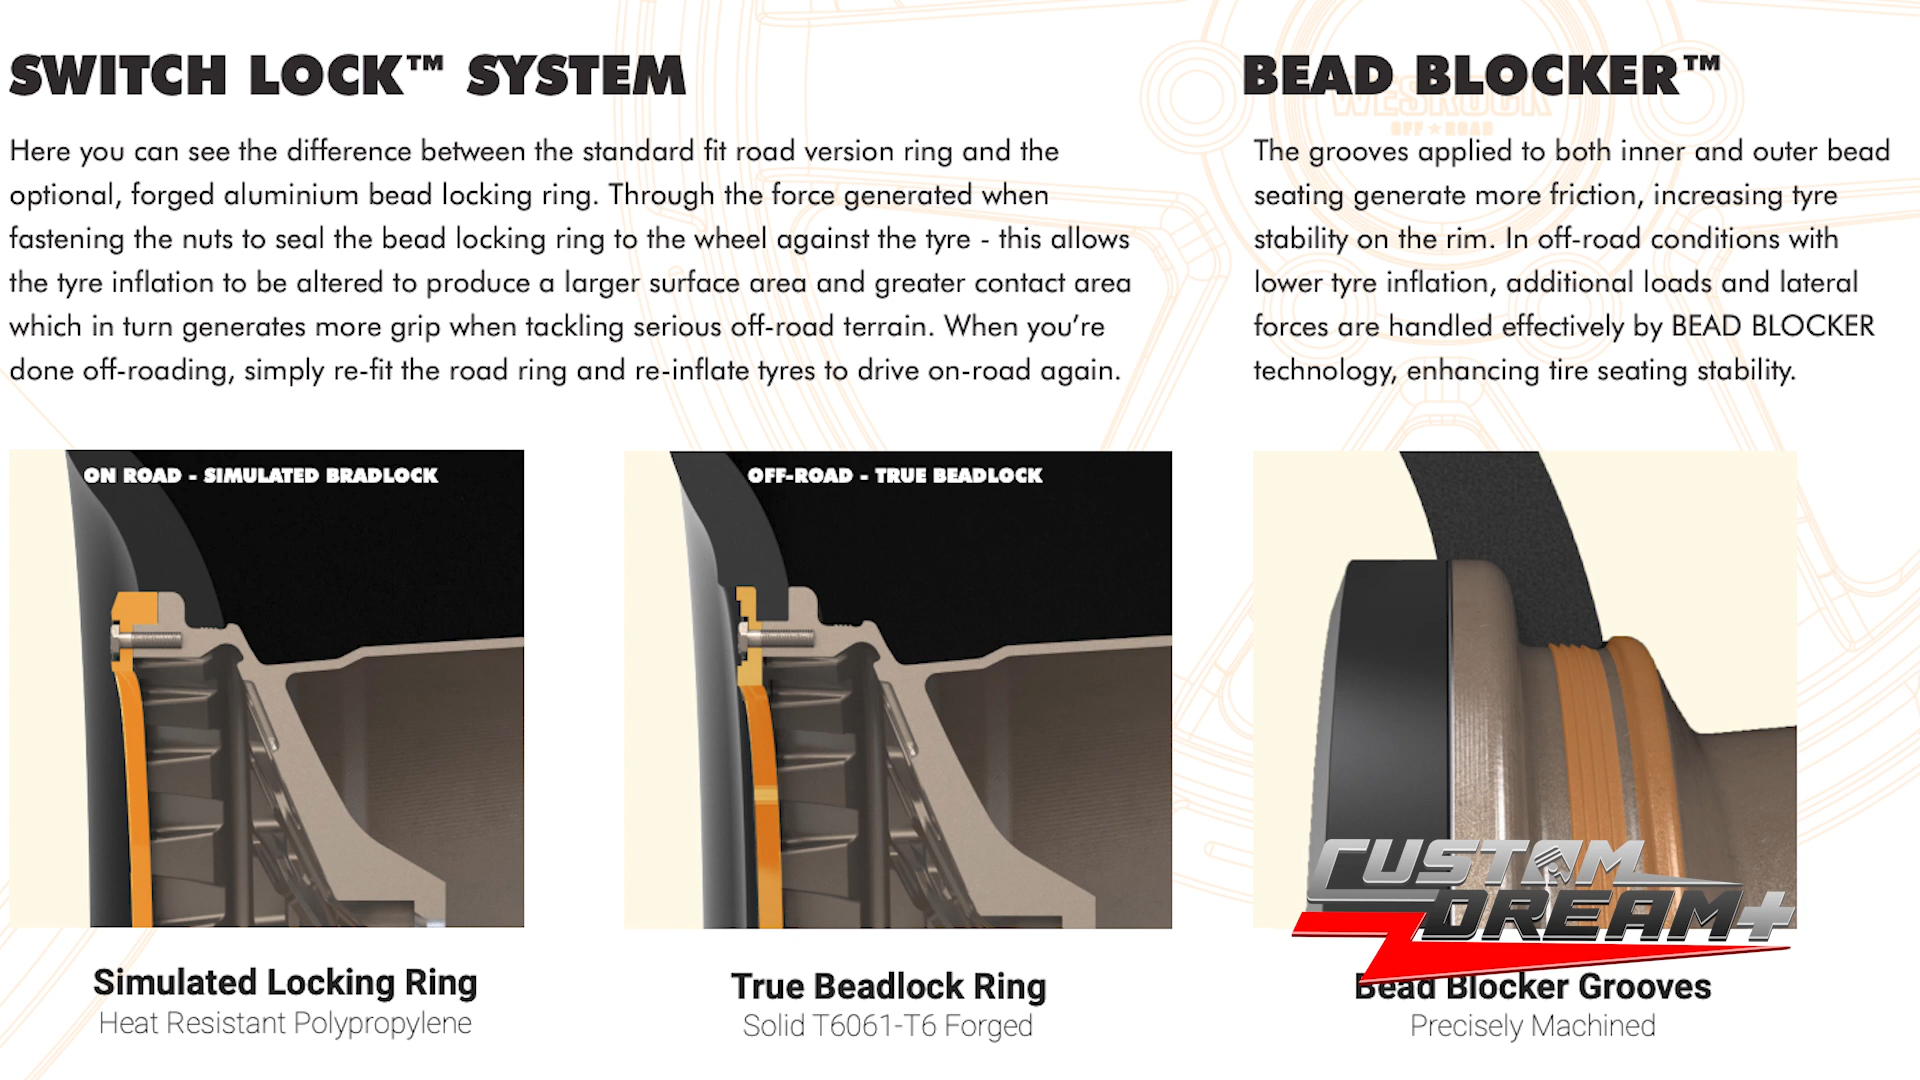 SWITCH LOCK™ SYSTEM
Here you can see the difference between the standard fit road version ring and the
optional, forged aluminium bead locking ring. Through the force generated when
fastening the nuts to seal the bead locking ring to the wheel against the tyre - this allows
the tyre inflation to be altered to produce a larger surface area and greater contact area
which in turn generates more grip when tackling serious off-road terrain. When you’re
done off-roading, simply re-fit the road ring and re-inflate tyres to drive on-road again.
BEAD BLOCKER™
WESROCK
OFF ★ ROAD
The grooves applied to both inner and outer bead
seating generate more friction, increasing tyre
stability on the rim. In off-road conditions with
lower tyre inflation, additional loads and lateral
forces are handled effectively by BEAD BLOCKER
technology, enhancing tire seating stability.
ON ROAD - SIMULATED BRADLOCK
Simulated Locking Ring
Heat Resistant Polypropylene
OFF-ROAD - TRUE BEADLOCK
True Beadlock Ring
Solid T6061-T6 Forged
CUSTOM
DREAM+
Bead Blocker Grooves
Precisely Machined